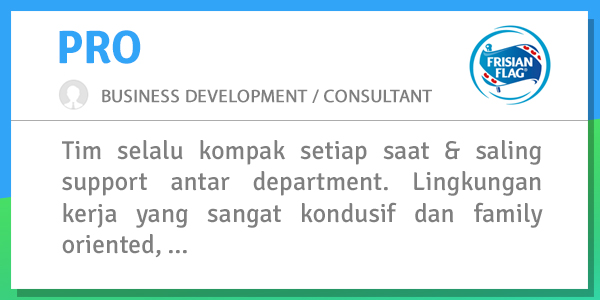 PRO
FRISIAN
FLAG®
BUSINESS DEVELOPMENT / CONSULTANT
Tim selalu kompak setiap saat & saling
support antar department. Lingkungan
kerja yang sangat kondusif dan family
oriented, ...